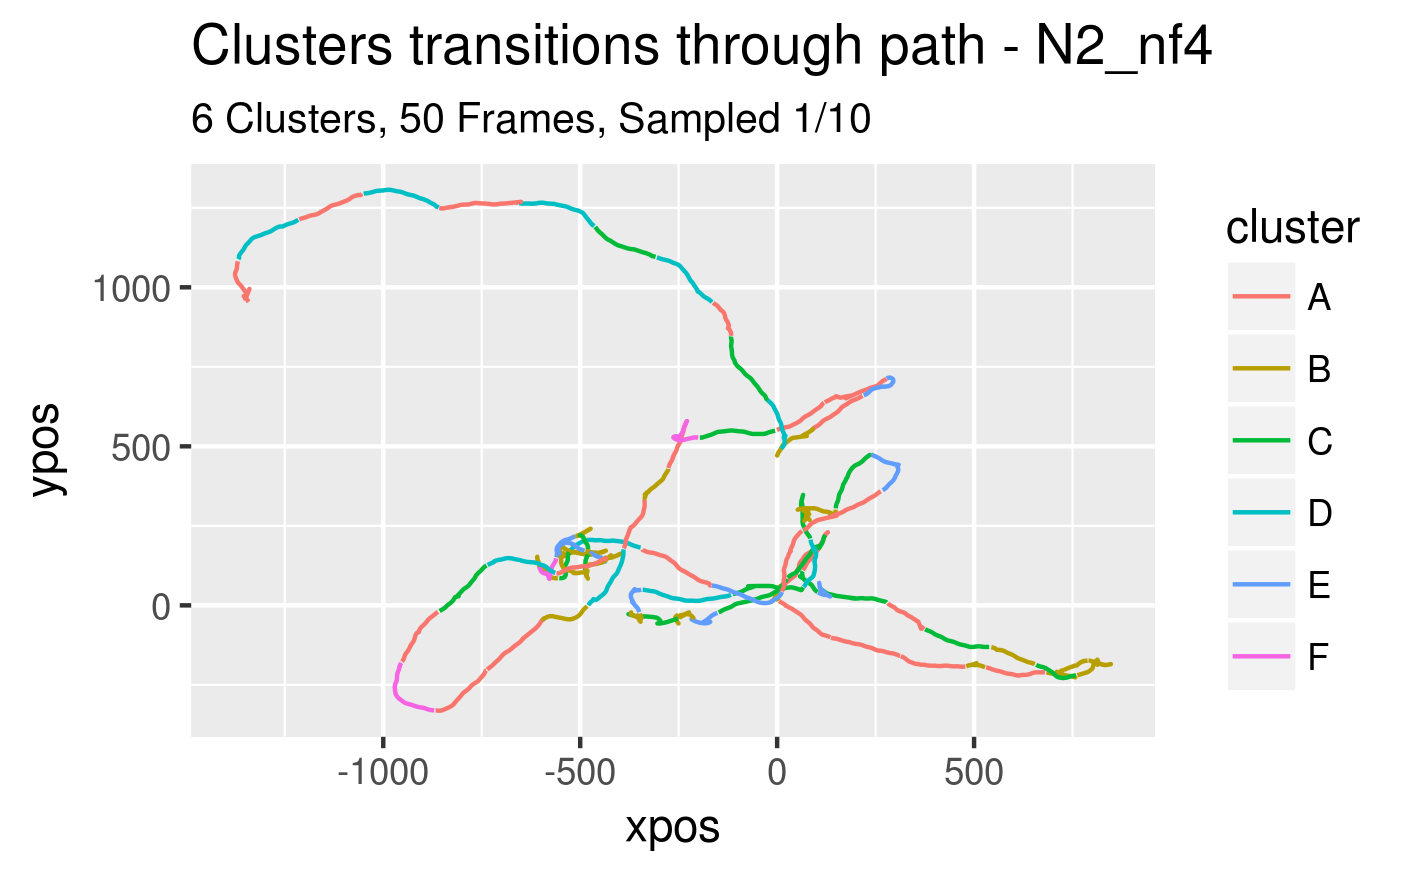 Clusters transitions through path - N2_nf4
6 Clusters, 50 Frames, Sampled 1/10
1000
500
0
ypos
-1000
-500
0
500
xpos
cluster
A
B
C
D
E
F